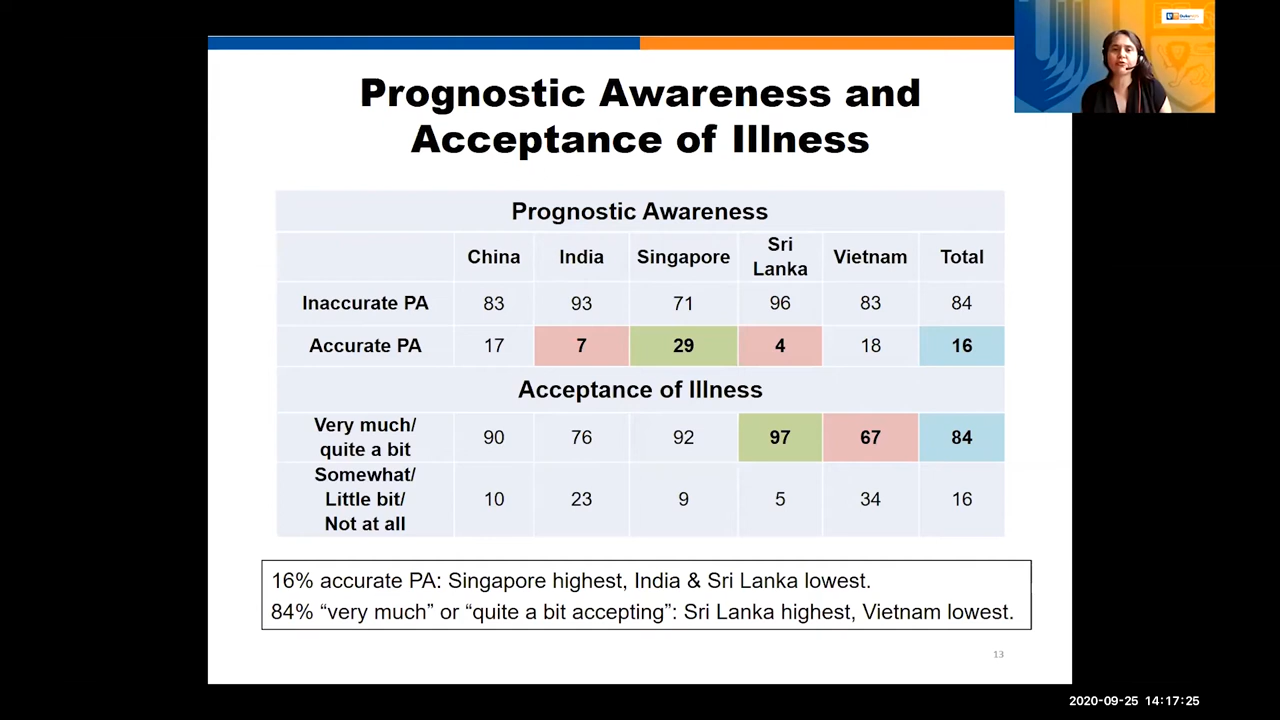 Prognostic Awareness and
Acceptance of Illness
Prognostic Awareness
China India Singapore Sri Lanka Vietnam Total
Inaccurate PA 83 93 71 96 83 84
Accurate PA 17 7 29 4 18 16
Acceptance of Illness
Very much/ quite a bit 90 76 92 97 67 84
Somewhat/ Little bit/ Not at all 10 23 9 5 34 16
16% accurate PA: Singapore highest, India & Sri Lanka lowest.
84% “very much” or “quite a bit accepting”: Sri Lanka highest, Vietnam lowest.
13
2020-09-25 14:17:25